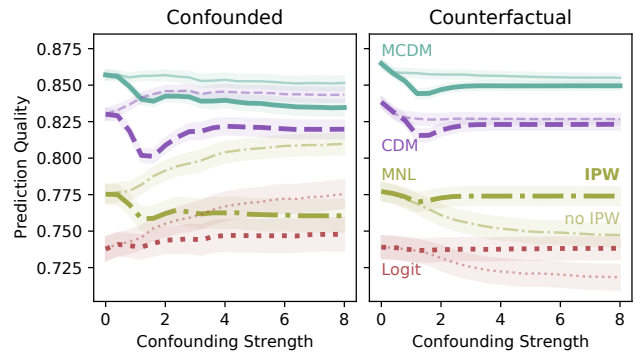 Confounded
Counterfactual
Prediction Quality
0.875
0.850
0.825
0.800
0.775
0.750
0.725
0
2
4
6
8
Confounding Strength
MCDM
CDM
MNL
IPW
no IPW
Logit
0
2
4
6
8
Confounding Strength